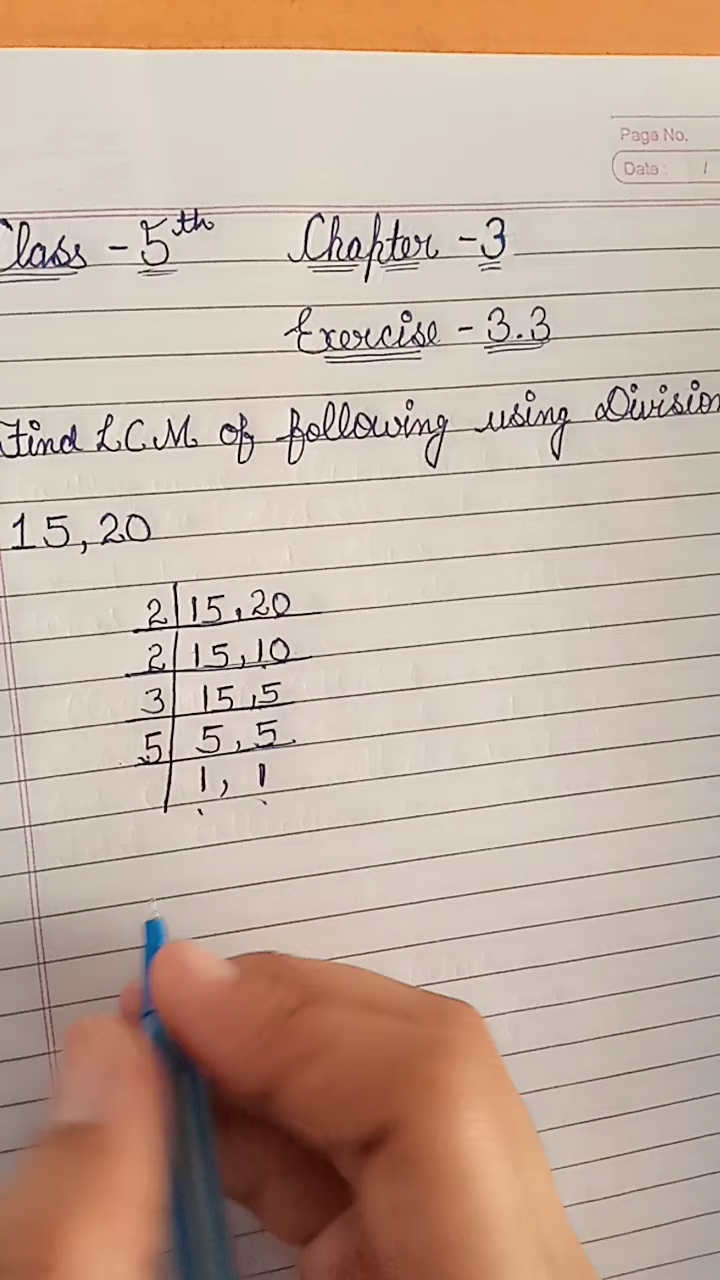 Page No.
Date : /
Class - 5th Chapter - 3
Exercise - 3.3
Find L.C.M. of following using Division
15, 20
2 | 15, 20
2 | 15, 10
3 | 15, 5
5 | 5, 5
| 1, 1